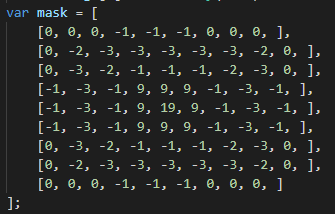 var mask = [
[0, 0, 0, -1, -1, -1, 0, 0, 0, ],
[0, -2, -3, -3, -3, -3, -3, -2, 0, ],
[0, -3, -2, -1, -1, -1, -2, -3, 0, ],
[-1, -3, -1, 9, 9, 9, -1, -3, -1, ],
[-1, -3, -1, 9, 19, 9, -1, -3, -1, ],
[-1, -3, -1, 9, 9, 9, -1, -3, -1, ],
[0, -3, -2, -1, -1, -1, -2, -3, 0, ],
[0, -2, -3, -3, -3, -3, -3, -2, 0, ],
[0, 0, 0, -1, -1, -1, 0, 0, 0, ]
];